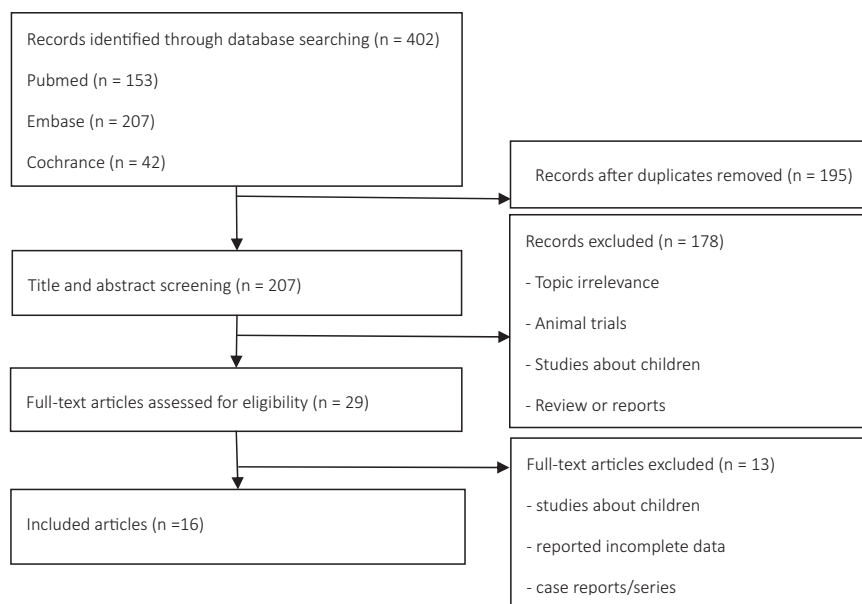 Records identified through database searching (n = 402)
Pubmed (n = 153)
Embase (n = 207)
Cochrance (n = 42)
Records after duplicates removed (n = 195)
Title and abstract screening (n = 207)
Records excluded (n = 178)
- Topic irrelevance
- Animal trials
- Studies about children
- Review or reports
Full-text articles assessed for eligibility (n = 29)
Full-text articles excluded (n = 13)
- studies about children
- reported incomplete data
- case reports/series
Included articles (n =16)